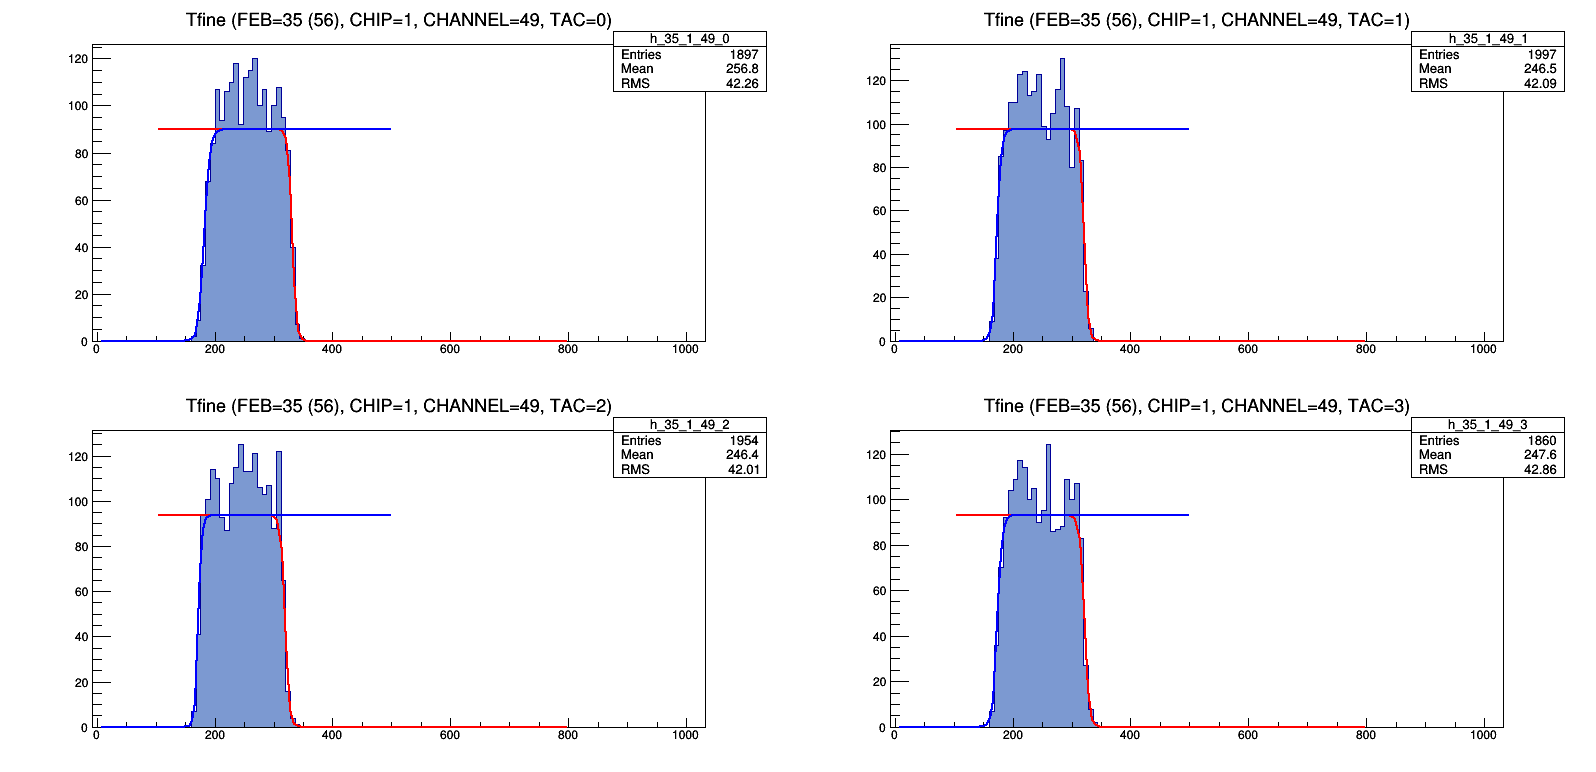 Tfine (FEB=35 (56), CHIP=1, CHANNEL=49, TAC=0)
h_35_1_49_0
Entries 1897
Mean 256.8
RMS 42.26
120
100
80
60
40
20
0
0 200 400 600 800 1000
Tfine (FEB=35 (56), CHIP=1, CHANNEL=49, TAC=1)
h_35_1_49_1
Entries 1997
Mean 246.5
RMS 42.09
120
100
80
60
40
20
0
0 200 400 600 800 1000
Tfine (FEB=35 (56), CHIP=1, CHANNEL=49, TAC=2)
h_35_1_49_2
Entries 1954
Mean 246.4
RMS 42.01
120
100
80
60
40
20
0
0 200 400 600 800 1000
Tfine (FEB=35 (56), CHIP=1, CHANNEL=49, TAC=3)
h_35_1_49_3
Entries 1860
Mean 247.6
RMS 42.86
120
100
80
60
40
20
0
0 200 400 600 800 1000